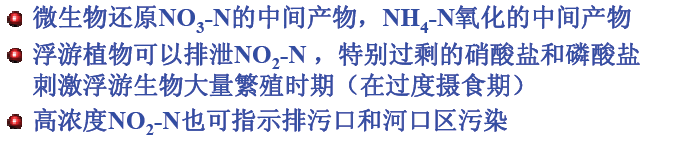 微生物还原NO₃-N的中间产物，NH₄-N氧化的中间产物
浮游植物可以排泄NO₂-N ，特别过剩的硝酸盐和磷酸盐
刺激浮游生物大量繁殖时期（在过度摄食期）
高浓度NO₂-N也可指示排污口和河口区污染